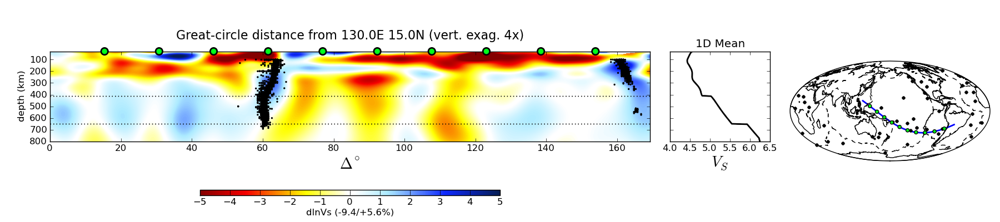 Great-circle distance from 130.0E 15.0N (vert. exag. 4x)
1D Mean
depth (km)
100
200
300
400
500
600
700
800
0 20 40 60 80 100 120 140 160
Δ°
4.0 4.5 5.0 5.5 6.0 6.5
V_S
−5 −4 −3 −2 −1 0 1 2 3 4 5
dlnVs (-9.4/+5.6%)